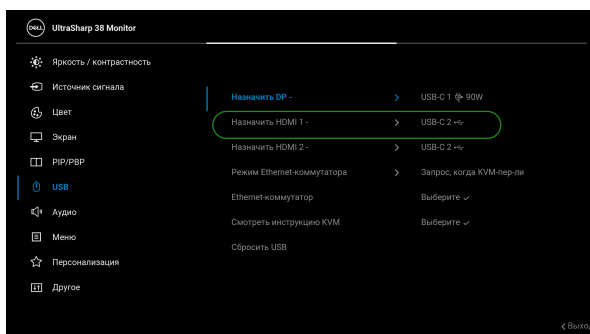 DELL UltraSharp 38 Monitor
Яркость / контрастность
Источник сигнала
Цвет
Экран
PIP/PBP
USB
Аудио
Меню
Персонализация
Другое
Назначить DP - USB-C 1 90W
Назначить HDMI 1 - USB-C 2
Назначить HDMI 2 - USB-C 2
Режим Ethernet-коммутатора Запрос, когда KVM-пер-ли
Ethernet-коммутатор Выберите
Смотреть инструкцию KVM Выберите
Сбросить USB
Выход